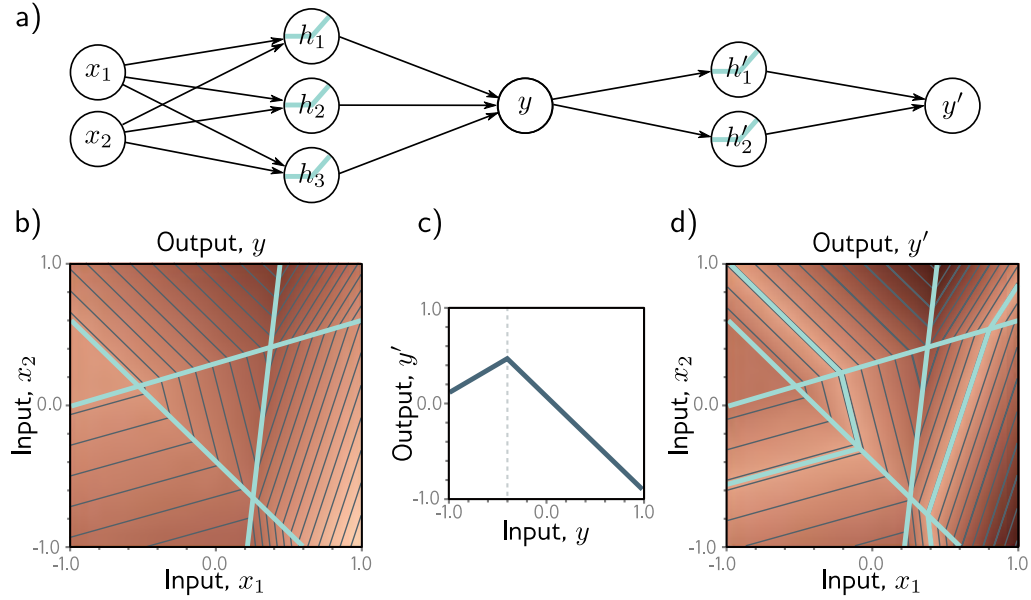 a)
x₁
x₂
h₁
h₂
h₃
y
h′₁
h′₂
y′
b)
Output, y
1.0
0.0
-1.0
-1.0
0.0
1.0
Input, x₂
Input, x₁
c)
1.0
0.0
-1.0
-1.0
0.0
1.0
Output, y′
Input, y
d)
Output, y′
1.0
0.0
-1.0
-1.0
0.0
1.0
Input, x₂
Input, x₁